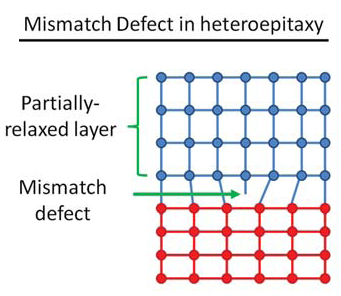 Mismatch Defect in heteroepitaxy
Partially-
relaxed layer
Mismatch
defect